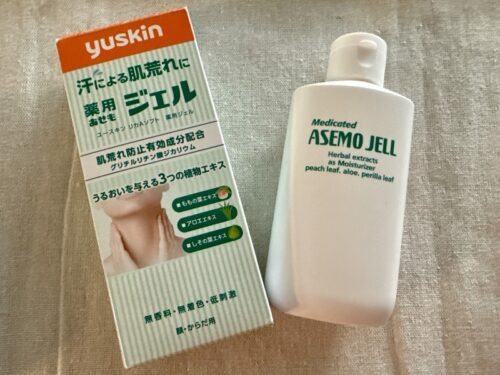 yuskin
汗による肌荒れに
薬用
あせも
ジェル
ユースキン リカAソフト 薬用ジェル
肌荒れ防止有効成分配合
グリチルリチン酸ジカリウム
うるおいを与える3つの植物エキス
ももの葉エキス
アロエエキス
しその葉エキス
無香料・無着色・低刺激
顔・からだ用
Medicated
ASEMO JELL
Herbal extracts
as Moisturizer
peach leaf, aloe, perilla leaf